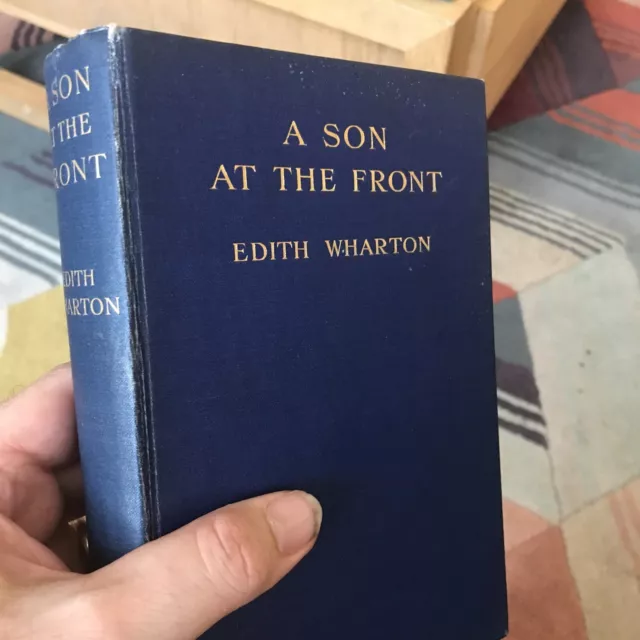 A SON
AT THE FRONT
EDITH WHARTON
SON
AT THE
FRONT
EDITH
WHARTON